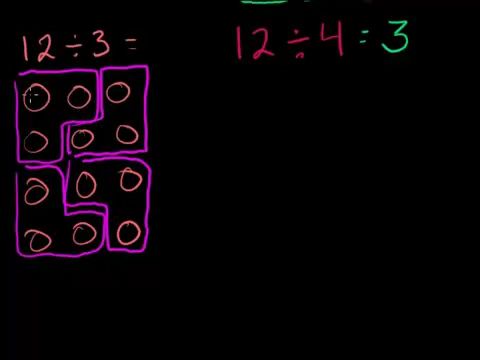 12 ÷ 3 =
12 ÷ 4 = 3